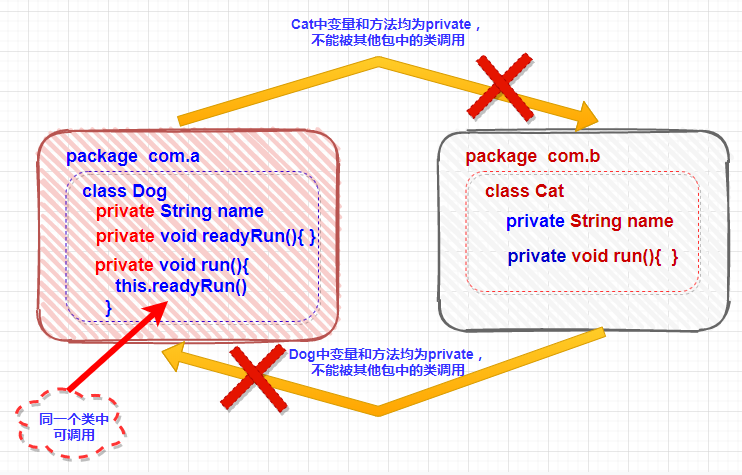 Cat中变量和方法均为private，
不能被其他包中的类调用
package com.a
class Dog
private String name
private void readyRun(){ }
private void run(){
this.readyRun()
}
package com.b
class Cat
private String name
private void run(){ }
Dog中变量和方法均为private，
不能被其他包中的类调用
同一个类中
可调用